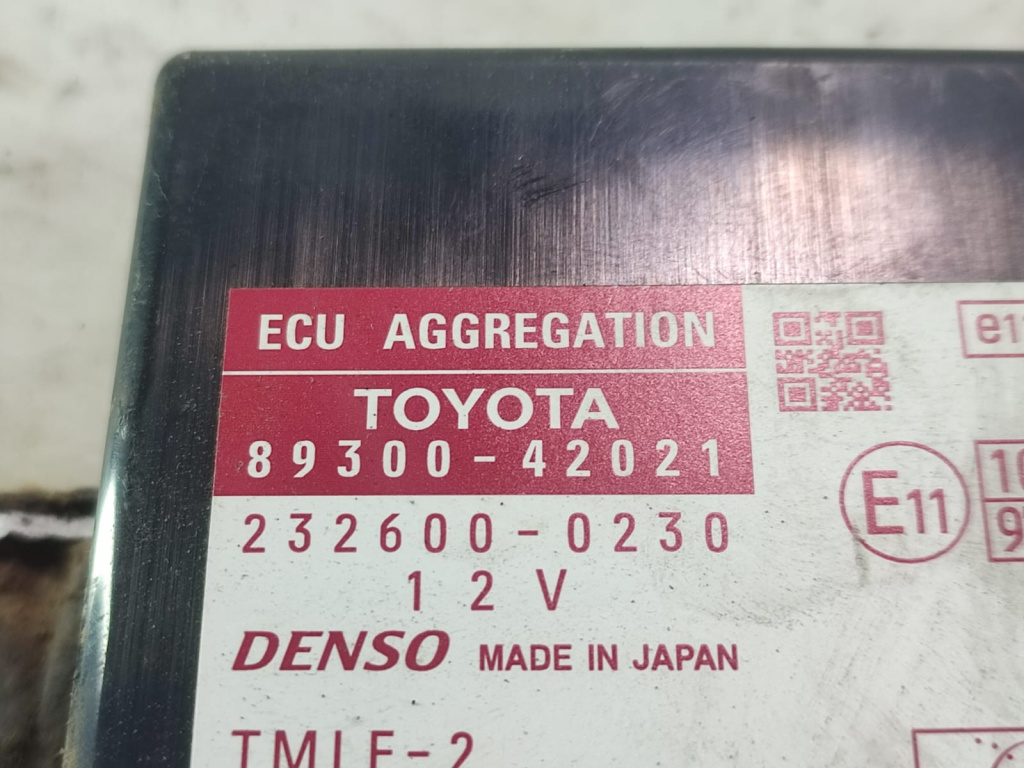 ECU AGGREGATION
TOYOTA
89300-42021
232600-0230
12V
DENSO MADE IN JAPAN
E11